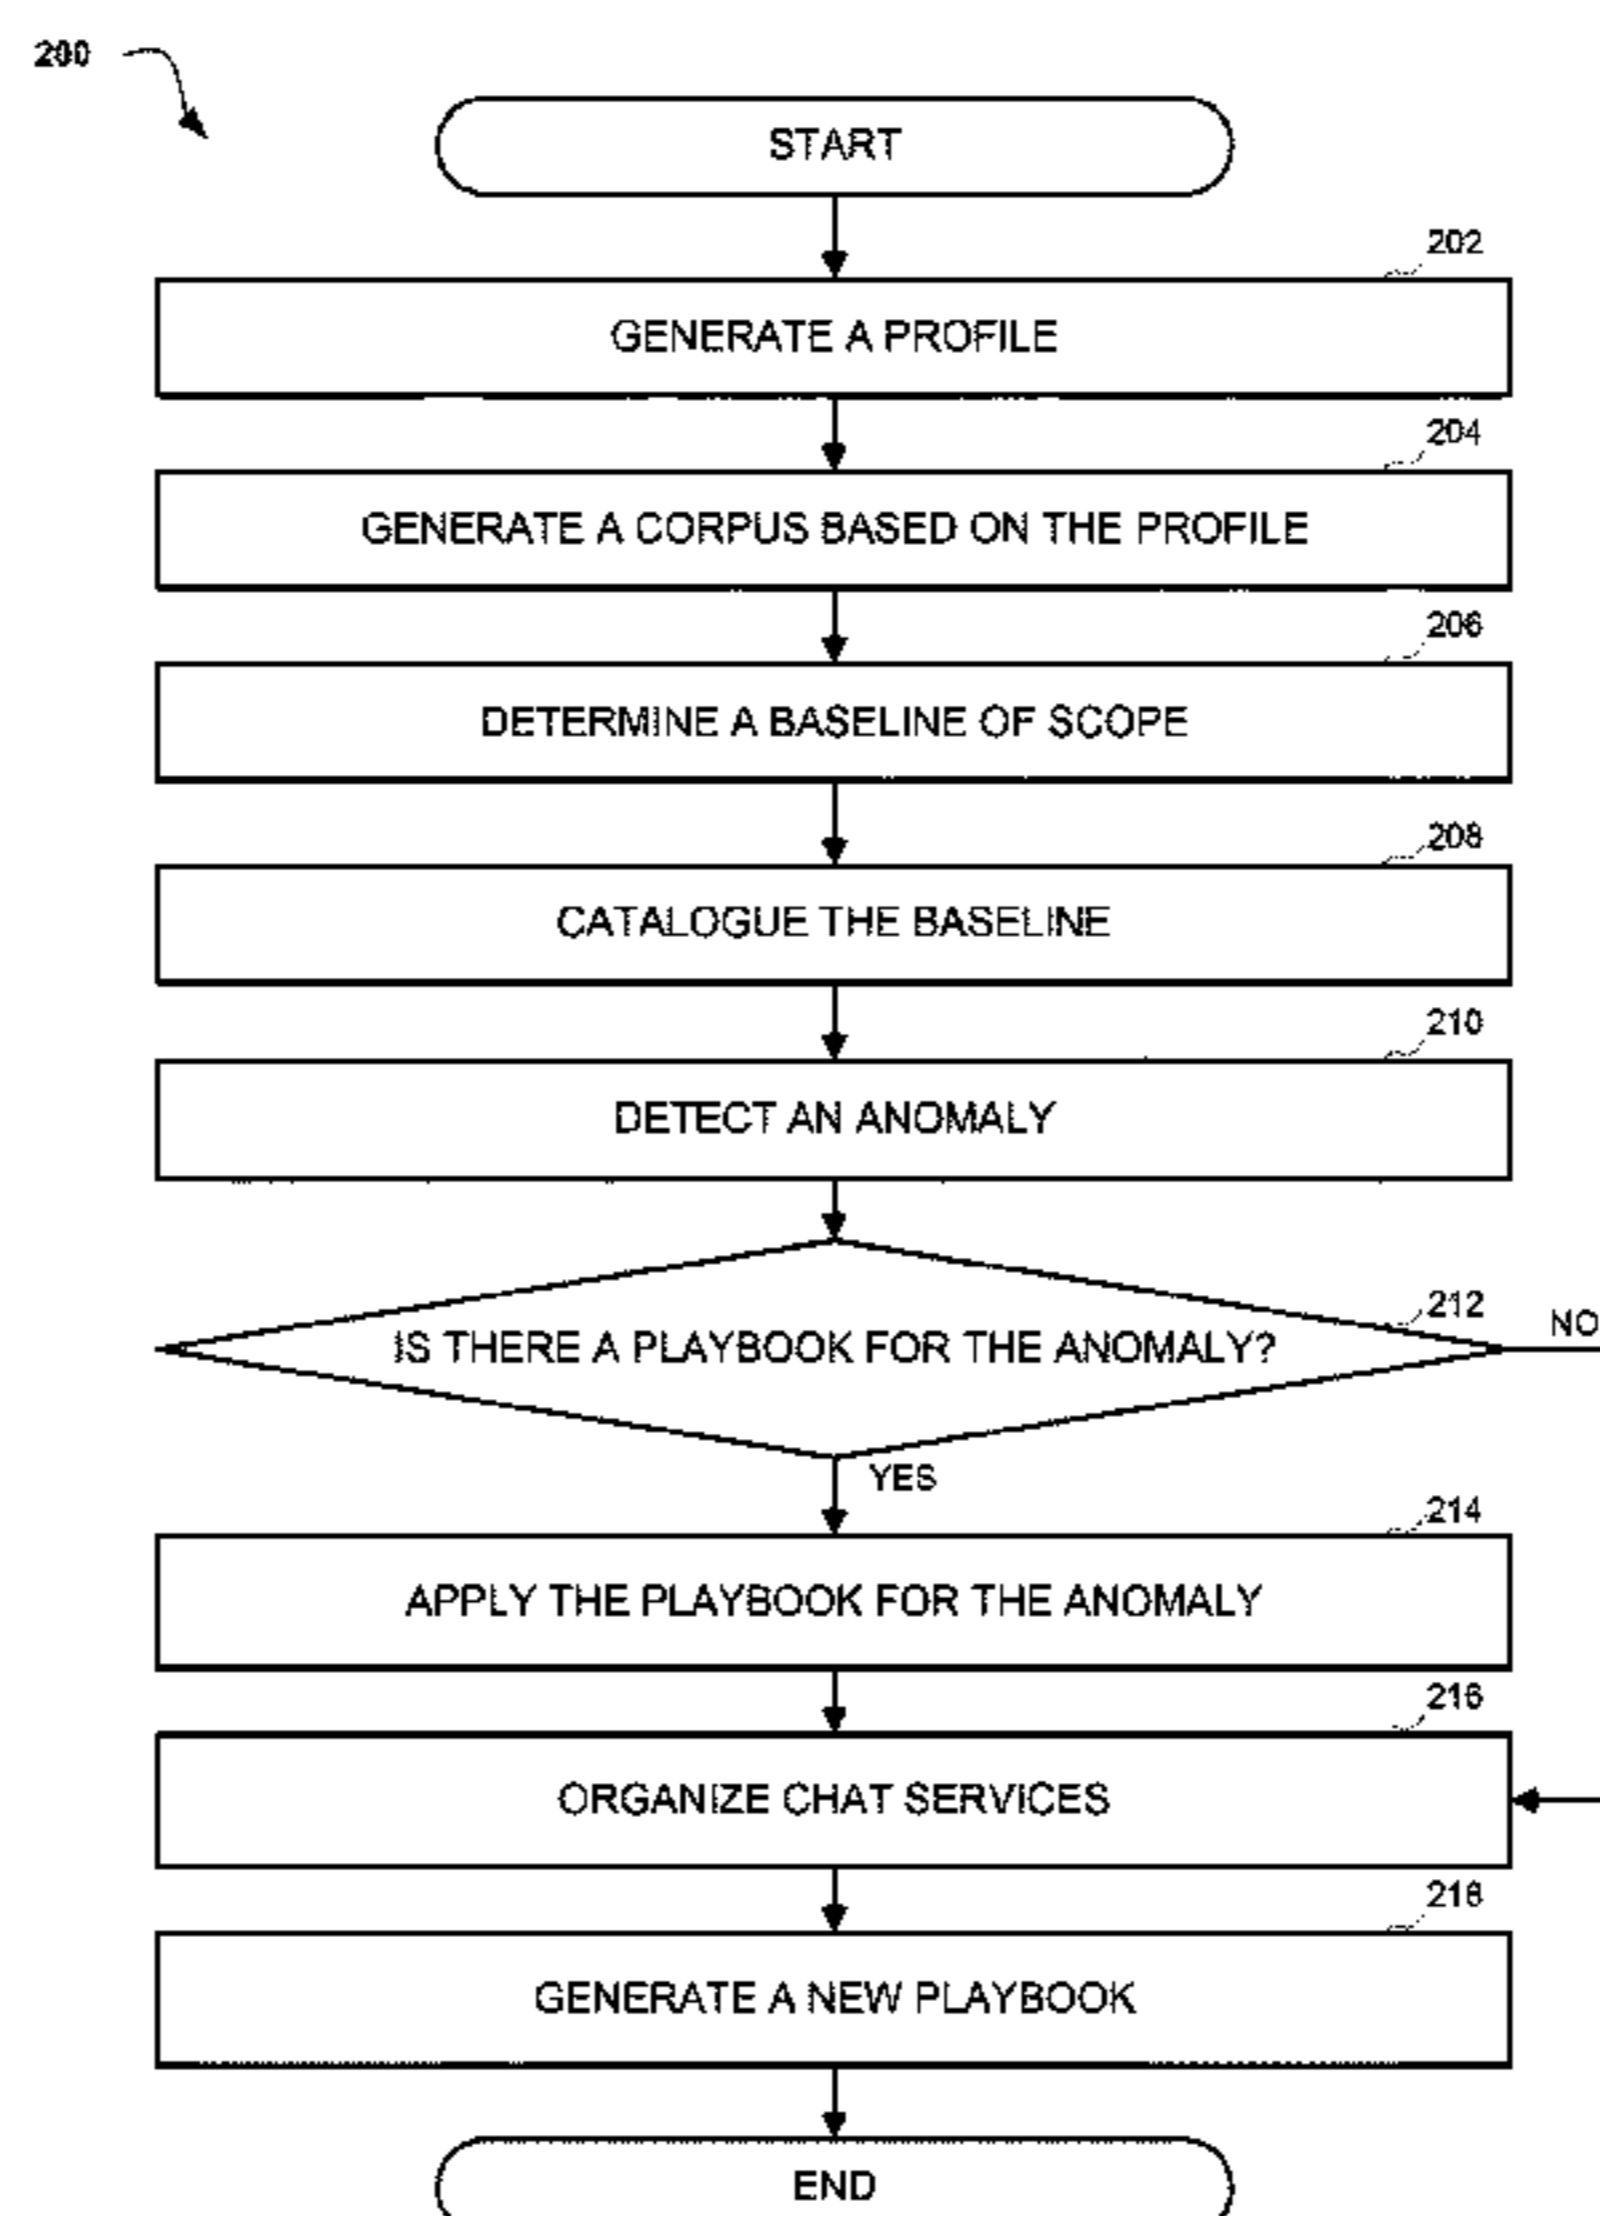 200
START
202
GENERATE A PROFILE
204
GENERATE A CORPUS BASED ON THE PROFILE
206
DETERMINE A BASELINE OF SCOPE
208
CATALOGUE THE BASELINE
210
DETECT AN ANOMALY
212
NO
IS THERE A PLAYBOOK FOR THE ANOMALY?
YES
214
APPLY THE PLAYBOOK FOR THE ANOMALY
216
ORGANIZE CHAT SERVICES
218
GENERATE A NEW PLAYBOOK
END